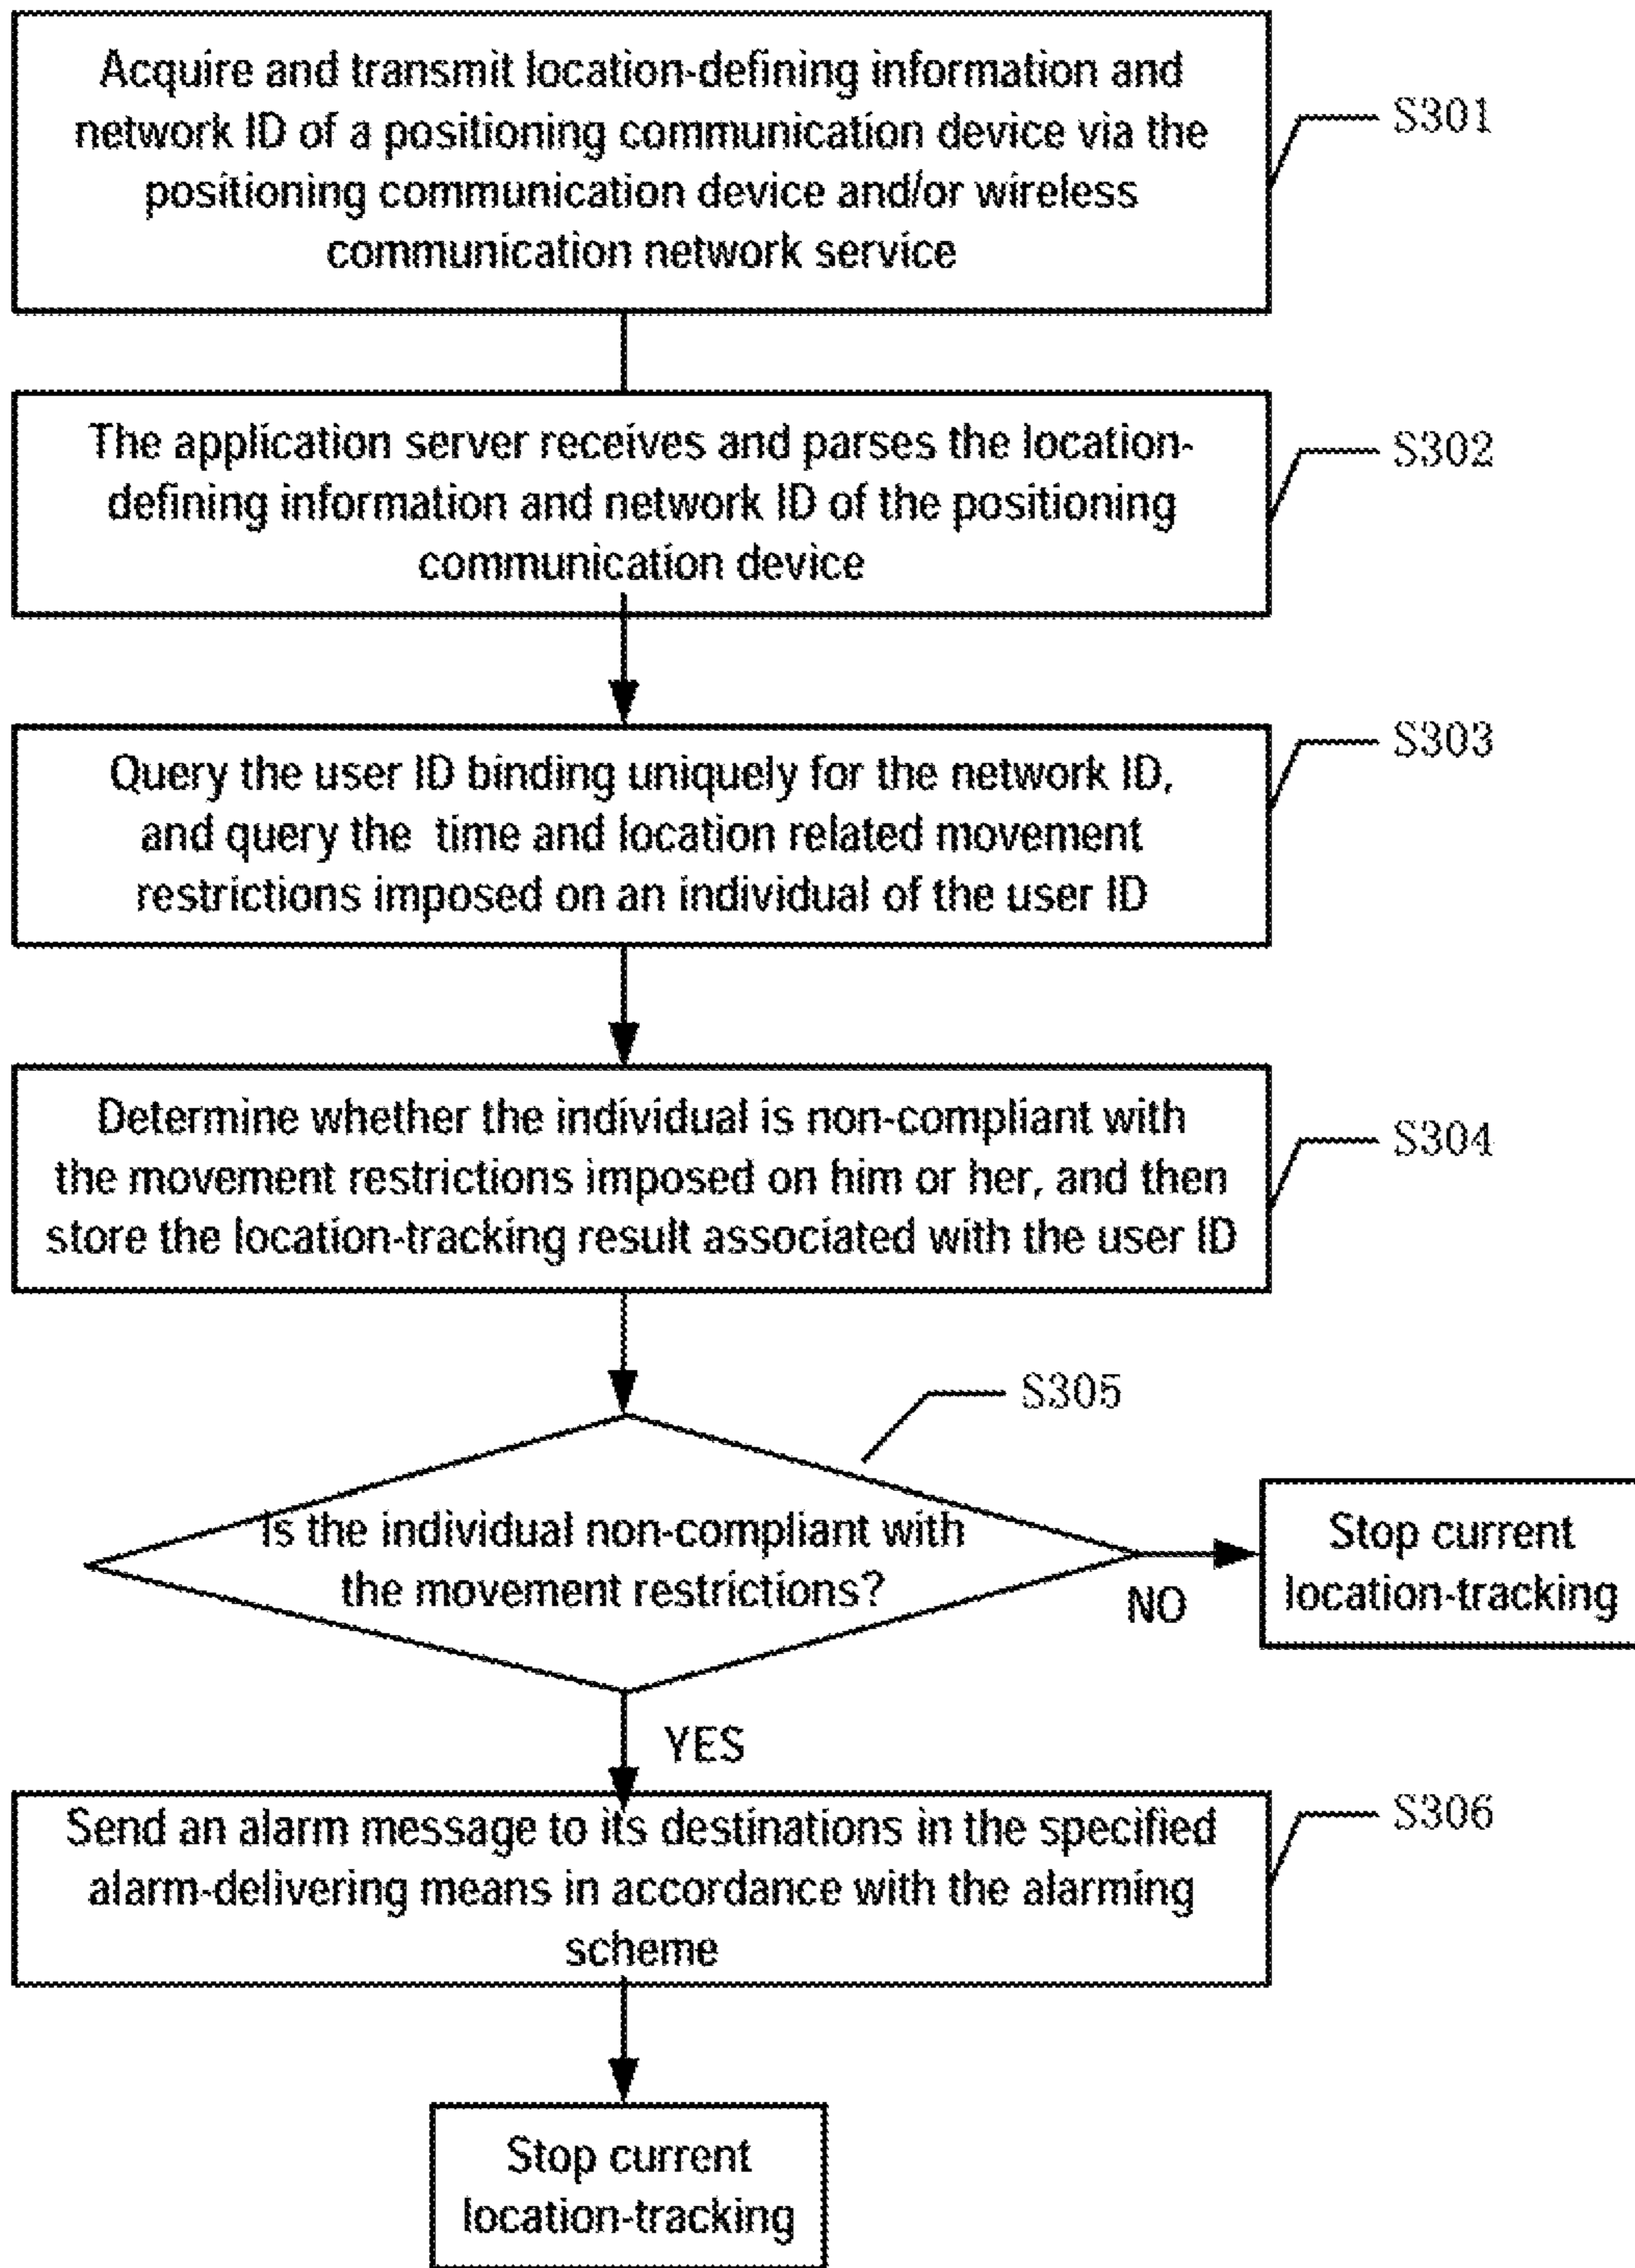 Acquire and transmit location-defining information and
network ID of a positioning communication device via the
positioning communication device and/or wireless
communication network service
S301
The application server receives and parses the location-
defining information and network ID of the positioning
communication device
S302
Query the user ID binding uniquely for the network ID,
and query the time and location related movement
restrictions imposed on an individual of the user ID
S303
Determine whether the individual is non-compliant with
the movement restrictions imposed on him or her, and then
store the location-tracking result associated with the user ID
S304
S305
Is the individual non-compliant with
the movement restrictions?
NO
Stop current
location-tracking
YES
Send an alarm message to its destinations in the specified
alarm-delivering means in accordance with the alarming
scheme
S306
Stop current
location-tracking